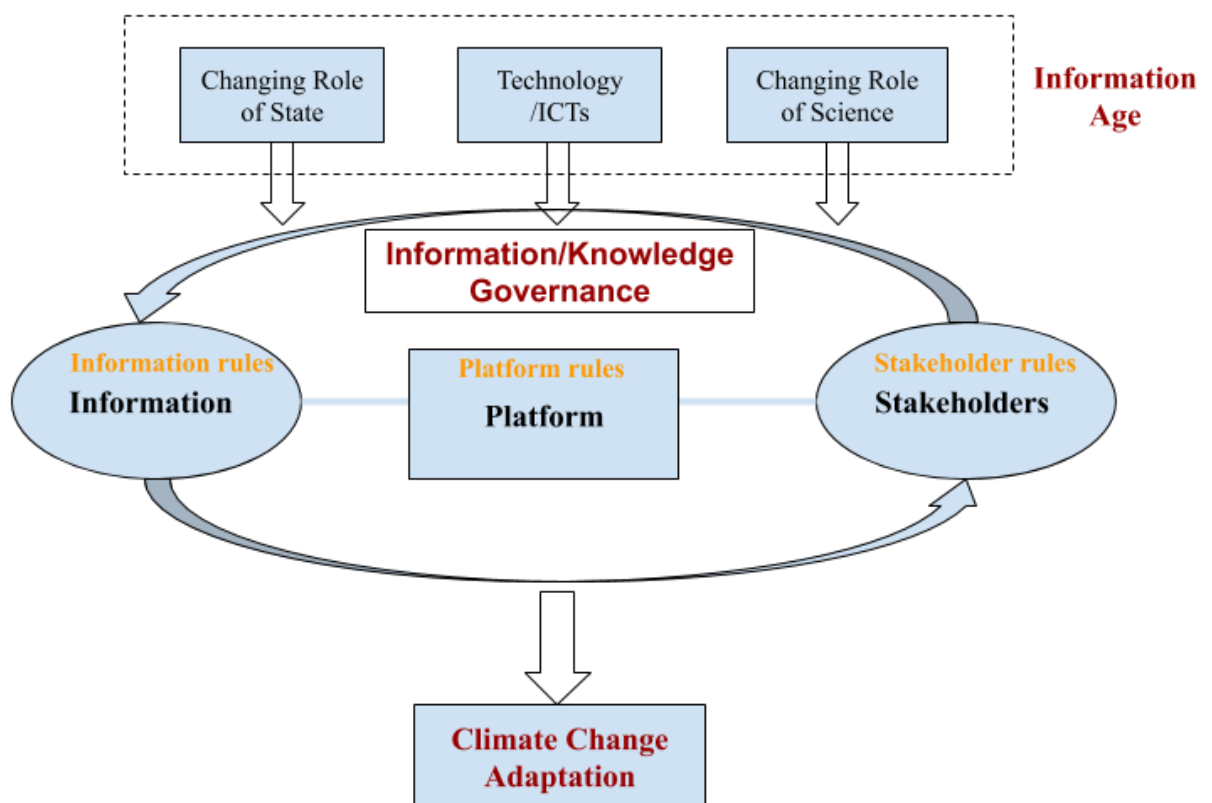 Changing Role
of State
Technology
/ICTs
Changing Role
of Science
Information
Age
Information/Knowledge
Governance
Information rules
Information
Platform rules
Platform
Stakeholder rules
Stakeholders
Climate Change
Adaptation